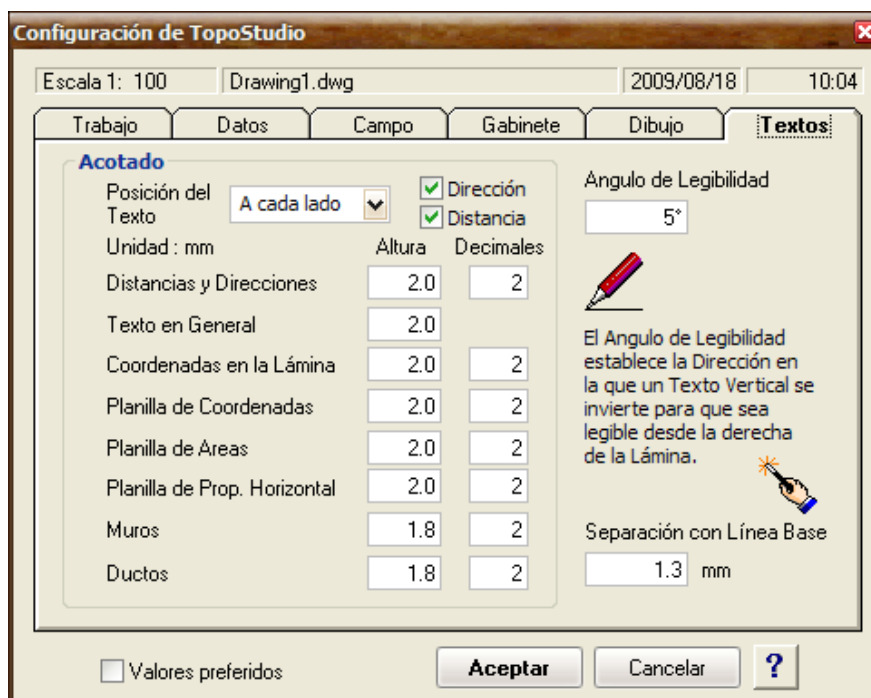 Configuración de TopoStudio
Escala 1: 100 Drawing1.dwg 2009/08/18 10:04
Trabajo Datos Campo Gabinete Dibujo Textos
Acotado
Posición del
Texto
A cada lado
Dirección
Distancia
Unidad : mm Altura Decimales
Distancias y Direcciones 2.0 2
Texto en General 2.0
Coordenadas en la Lámina 2.0 2
Planilla de Coordenadas 2.0 2
Planilla de Areas 2.0 2
Planilla de Prop. Horizontal 2.0 2
Muros 1.8 2
Ductos 1.8 2
Angulo de Legibilidad
5°
El Angulo de Legibilidad
establece la Dirección en
la que un Texto Vertical se
invierte para que sea
legible desde la derecha
de la Lámina.
Separación con Línea Base
1.3 mm
Valores preferidos Aceptar Cancelar ?